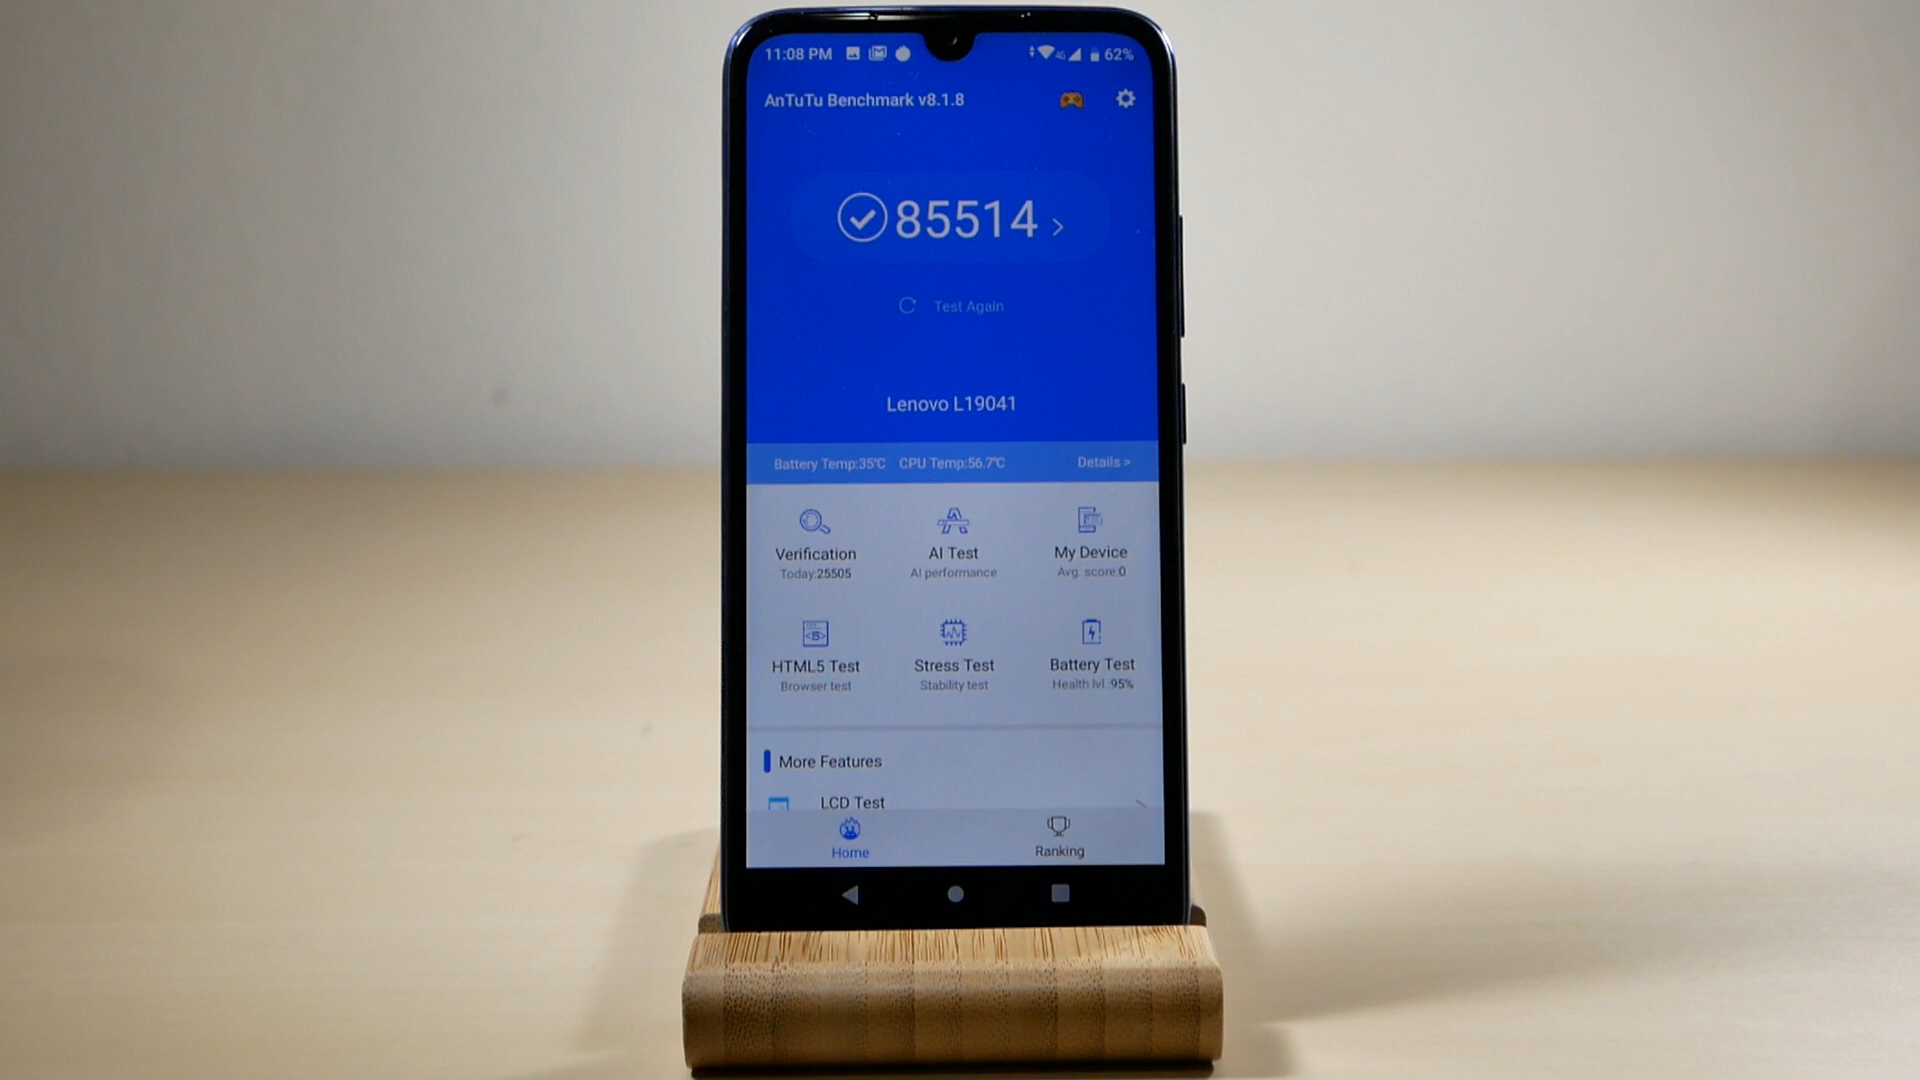 11:08 PM 4G 62%
AnTuTu Benchmark v8.1.8
85514 >
Test Again
Lenovo L19041
Battery Temp:35℃ CPU Temp:56.7℃ Details >
Verification AI Test My Device
Today:25505 AI performance Avg. score:0
HTML5 Test Stress Test Battery Test
Browser test Stability test Health lvl.:95%
More Features
LCD Test
Home Ranking